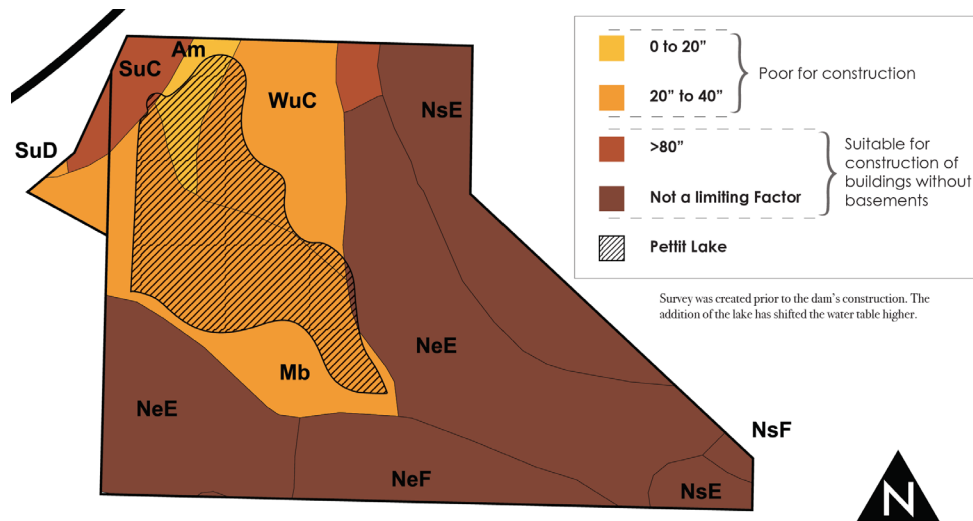 Am
SuC
WuC
NsE
SuD
NeE
Mb
NeE
NsF
NeF
NsE
0 to 20”
20” to 40”
Poor for construction
>80”
Not a limiting Factor
Suitable for
construction of
buildings without
basements
Pettit Lake
Survey was created prior to the dam’s construction. The
addition of the lake has shifted the water table higher.
N